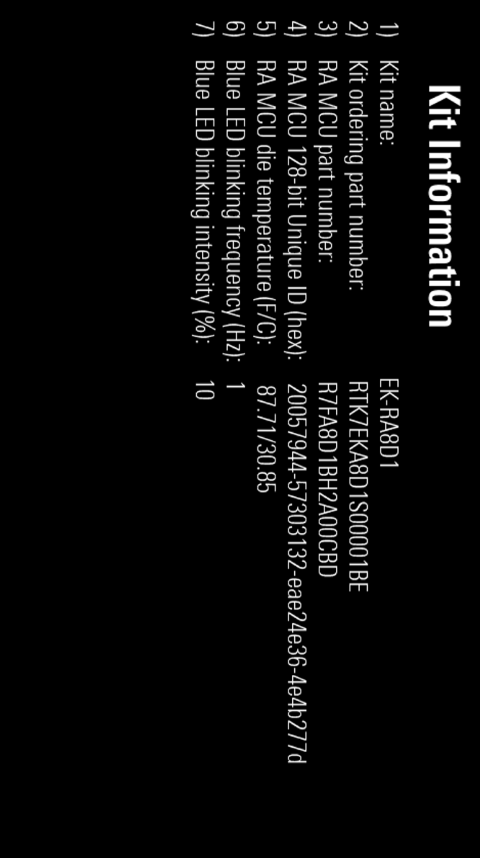 Kit Information
1) Kit name: EK-RA8D1
2) Kit ordering part number: RTK7EKA8D1S00001BE
3) RA MCU part number: R7FA8D1BH2A00CBD
4) RA MCU 128-bit Unique ID (hex): 20057944-57303132-eae24e36-4e4b277d
5) RA MCU die temperature (F/C): 87.71/30.85
6) Blue LED blinking frequency (Hz): 1
7) Blue LED blinking intensity (%): 10